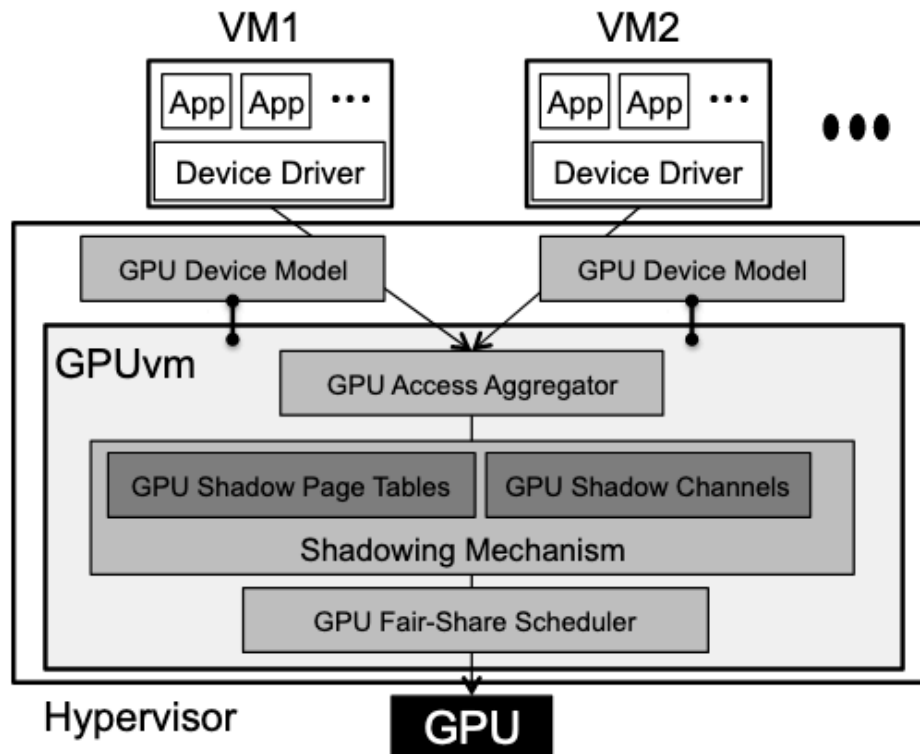 VM1
VM2
App App •••
App App •••
Device Driver
Device Driver
GPU Device Model
GPU Device Model
GPUvm
GPU Access Aggregator
GPU Shadow Page Tables
GPU Shadow Channels
Shadowing Mechanism
GPU Fair-Share Scheduler
Hypervisor
GPU